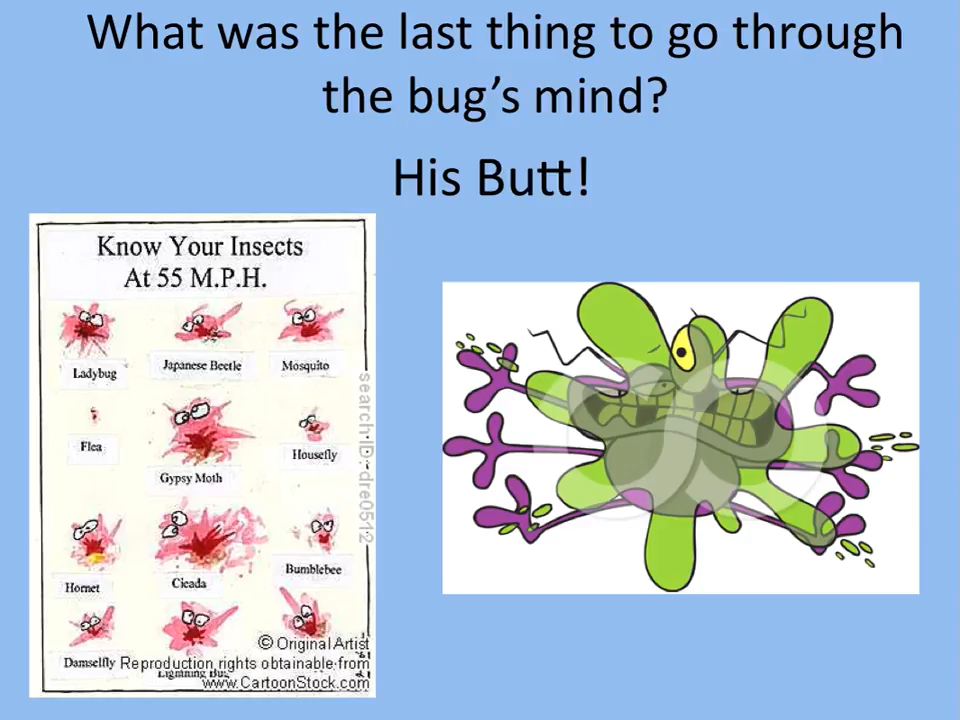 What was the last thing to go through
the bug's mind?
His Butt!
Know Your Insects
At 55 M.P.H.
Ladybug
Japanese Beetle
Mosquito
Flea
Gypsy Moth
Housefly
Hornet
Cicada
Bumblebee
Damselfly
Lightning Bug
© Original Artist
Reproduction rights obtainable from
www.CartoonStock.com
search ID: dre0512